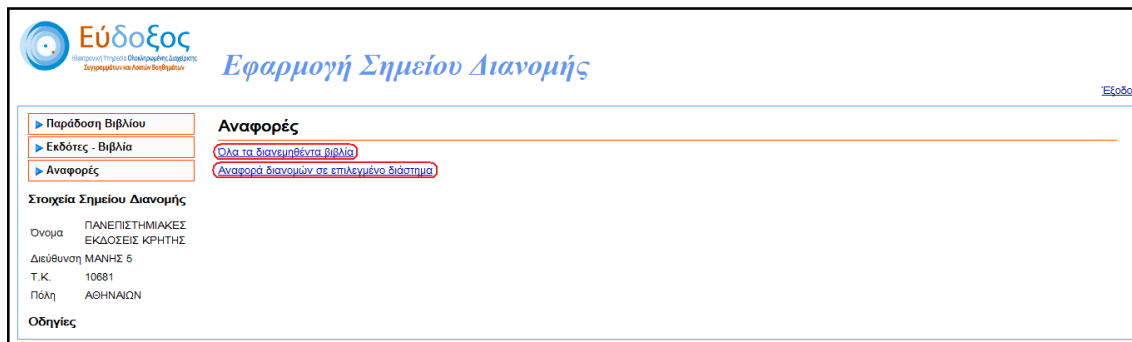 Εύδοξος
Ηλεκτρονική Υπηρεσία Ολοκληρωμένης Διαχείρισης
Συγγραμμάτων και Λοιπών Βοηθημάτων
Εφαρμογή Σημείου Διανομής
Έξοδο
Παράδοση Βιβλίου
Εκδότες - Βιβλία
Αναφορές
Στοιχεία Σημείου Διανομής
Όνομα ΠΑΝΕΠΙΣΤΗΜΙΑΚΕΣ
ΕΚΔΟΣΕΙΣ ΚΡΗΤΗΣ
Διεύθυνση ΜΑΝΗΣ 5
Τ.Κ. 10681
Πόλη ΑΘΗΝΑΙΩΝ
Οδηγίες
Αναφορές
Όλα τα διανεμηθέντα βιβλία
Αναφορά διανομών σε επιλεγμένο διάστημα